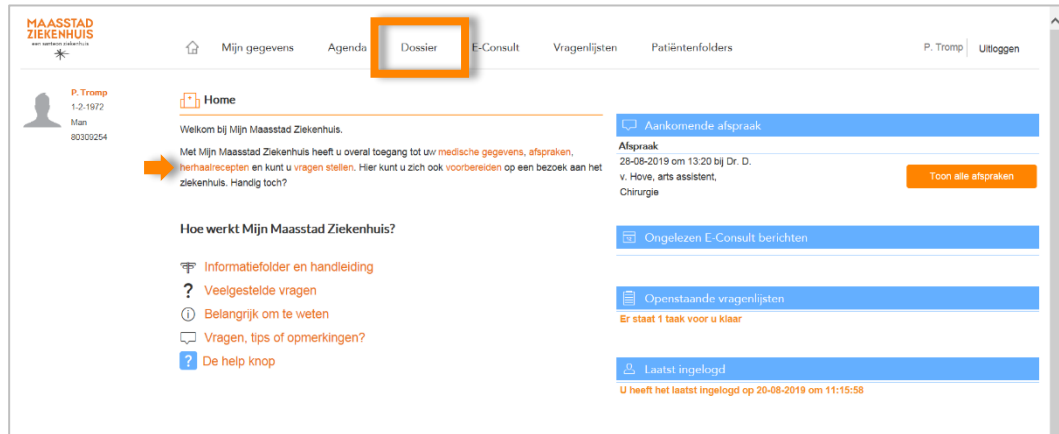 MAASSTAD
ZIEKENHUIS
een santeon ziekenhuis
Mijn gegevens Agenda Dossier E-Consult Vragenlijsten Patiëntenfolders P. Tromp Uitloggen
P. Tromp
1-2-1972
Man
80309254
Home
Welkom bij Mijn Maasstad Ziekenhuis.
Met Mijn Maasstad Ziekenhuis heeft u overal toegang tot uw medische gegevens, afspraken,
herhaalrecepten en kunt u vragen stellen. Hier kunt u zich ook voorbereiden op een bezoek aan het
ziekenhuis. Handig toch?
Hoe werkt Mijn Maasstad Ziekenhuis?
Informatiefolder en handleiding
? Veelgestelde vragen
Belangrijk om te weten
Vragen, tips of opmerkingen?
? De help knop
Aankomende afspraak
Afspraak
28-08-2019 om 13:20 bij Dr. D.
v. Hove, arts assistent,
Chirurgie
Toon alle afspraken
Ongelezen E-Consult berichten
Openstaande vragenlijsten
Er staat 1 taak voor u klaar
Laatst ingelogd
U heeft het laatst ingelogd op 20-08-2019 om 11:15:58